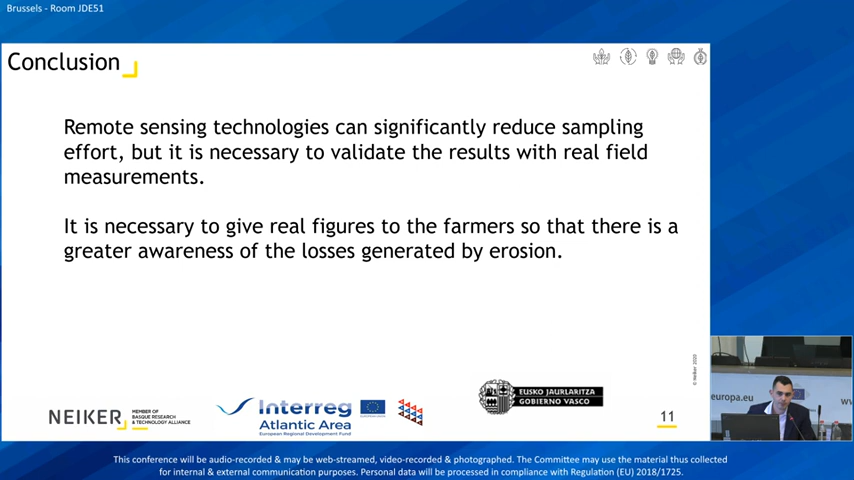 Brussels - Room JDE51
Conclusion
Remote sensing technologies can significantly reduce sampling
effort, but it is necessary to validate the results with real field
measurements.
It is necessary to give real figures to the farmers so that there is a
greater awareness of the losses generated by erosion.
© Neiker 2020
NEIKER
MEMBER OF
BASQUE RESEARCH
& TECHNOLOGY ALLIANCE
Interreg
Atlantic Area
European Regional Development Fund
EUSKO JAURLARITZA
GOBIERNO VASCO
11
europa.eu
This conference will be audio-recorded & may be web-streamed, video-recorded & photographed. The Committee may use the material thus collected
for internal & external communication purposes. Personal data will be processed in compliance with Regulation (EU) 2018/1725.